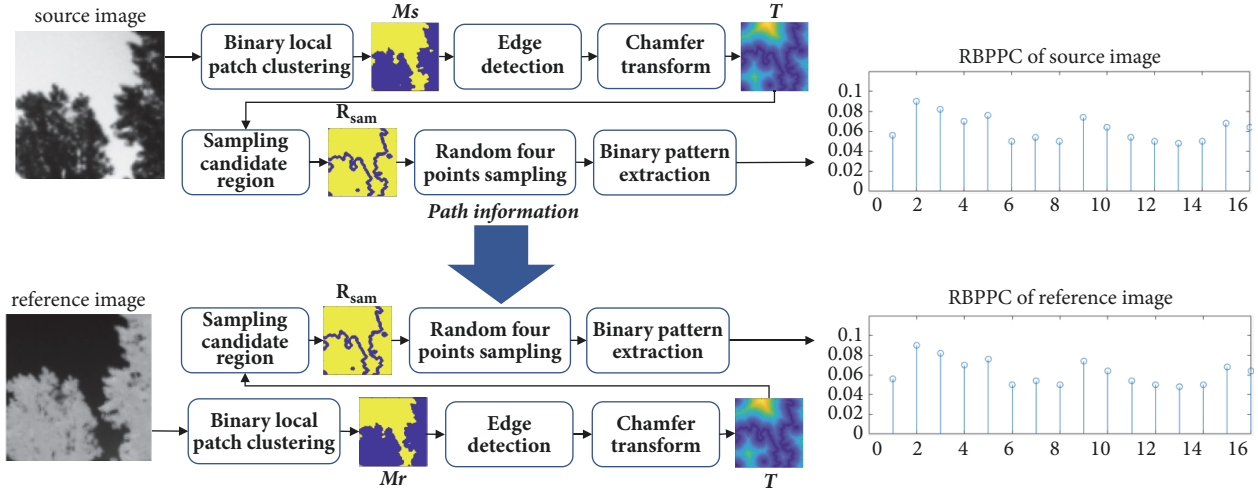 source image
Binary local
patch clustering
Ms
Edge
detection
Chamfer
transform
T
Sampling
candidate
region
R_sam
Random four
points sampling
Binary pattern
extraction
Path information
RBPPC of source image
0.1
0.08
0.06
0.04
0.02
0
0 2 4 6 8 10 12 14 16
reference image
Sampling
candidate
region
R_sam
Random four
points sampling
Binary pattern
extraction
Binary local
patch clustering
Mr
Edge
detection
Chamfer
transform
T
RBPPC of reference image
0.1
0.08
0.06
0.04
0.02
0
0 2 4 6 8 10 12 14 16